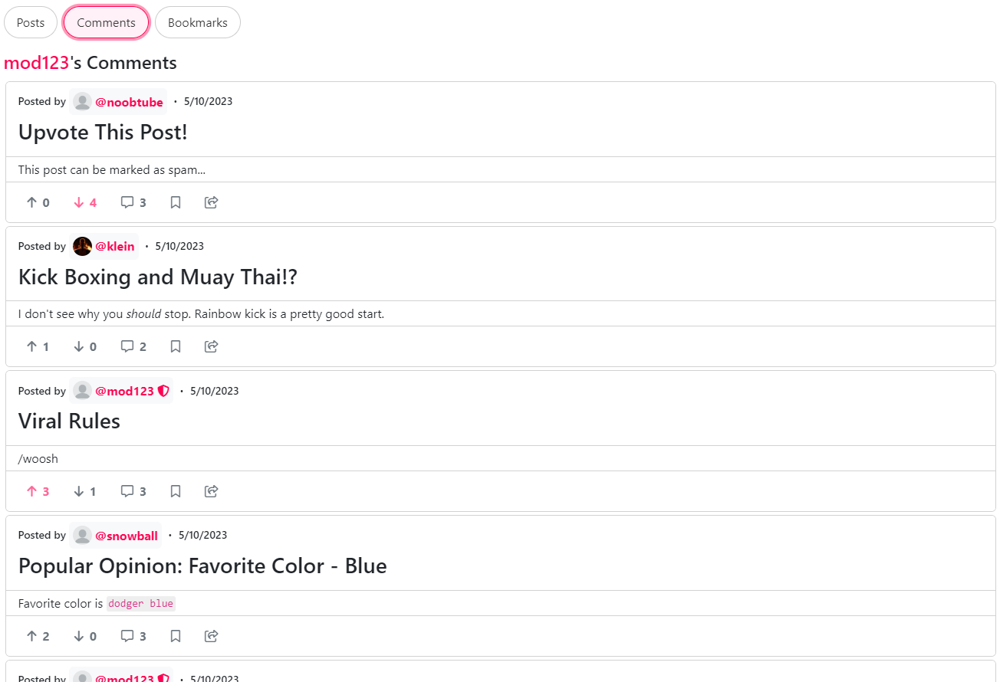 Posts Comments Bookmarks
mod123's Comments
Posted by @noobtube · 5/10/2023
Upvote This Post!
This post can be marked as spam...
0 4 3
Posted by @klein · 5/10/2023
Kick Boxing and Muay Thai!?
I don't see why you should stop. Rainbow kick is a pretty good start.
1 0 2
Posted by @mod123 · 5/10/2023
Viral Rules
/woosh
3 1 3
Posted by @snowball · 5/10/2023
Popular Opinion: Favorite Color - Blue
Favorite color is dodger blue
2 0 3
Posted by @mod123 · 5/10/2023